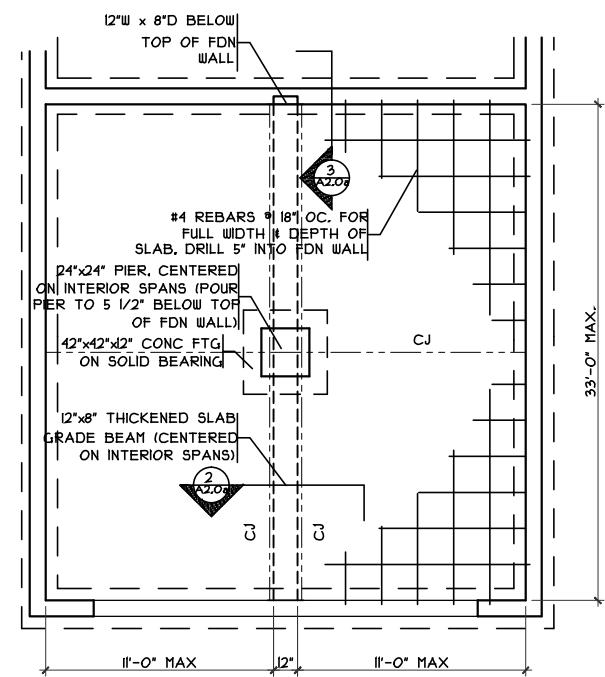 12"W x 8"D BELOW
TOP OF FDN
WALL
3
A2.0a
#4 REBARS @ 18" OC. FOR
FULL WIDTH & DEPTH OF
SLAB. DRILL 5" INTO FDN WALL
24"x24" PIER, CENTERED
ON INTERIOR SPANS (POUR
PIER TO 5 1/2" BELOW TOP
OF FDN WALL)
42"x42"x12" CONC FTG
ON SOLID BEARING
CJ
33'-0" MAX.
12"x8" THICKENED SLAB
GRADE BEAM (CENTERED
ON INTERIOR SPANS)
2
A2.0a
CJ
CJ
11'-0" MAX
12"
11'-0" MAX